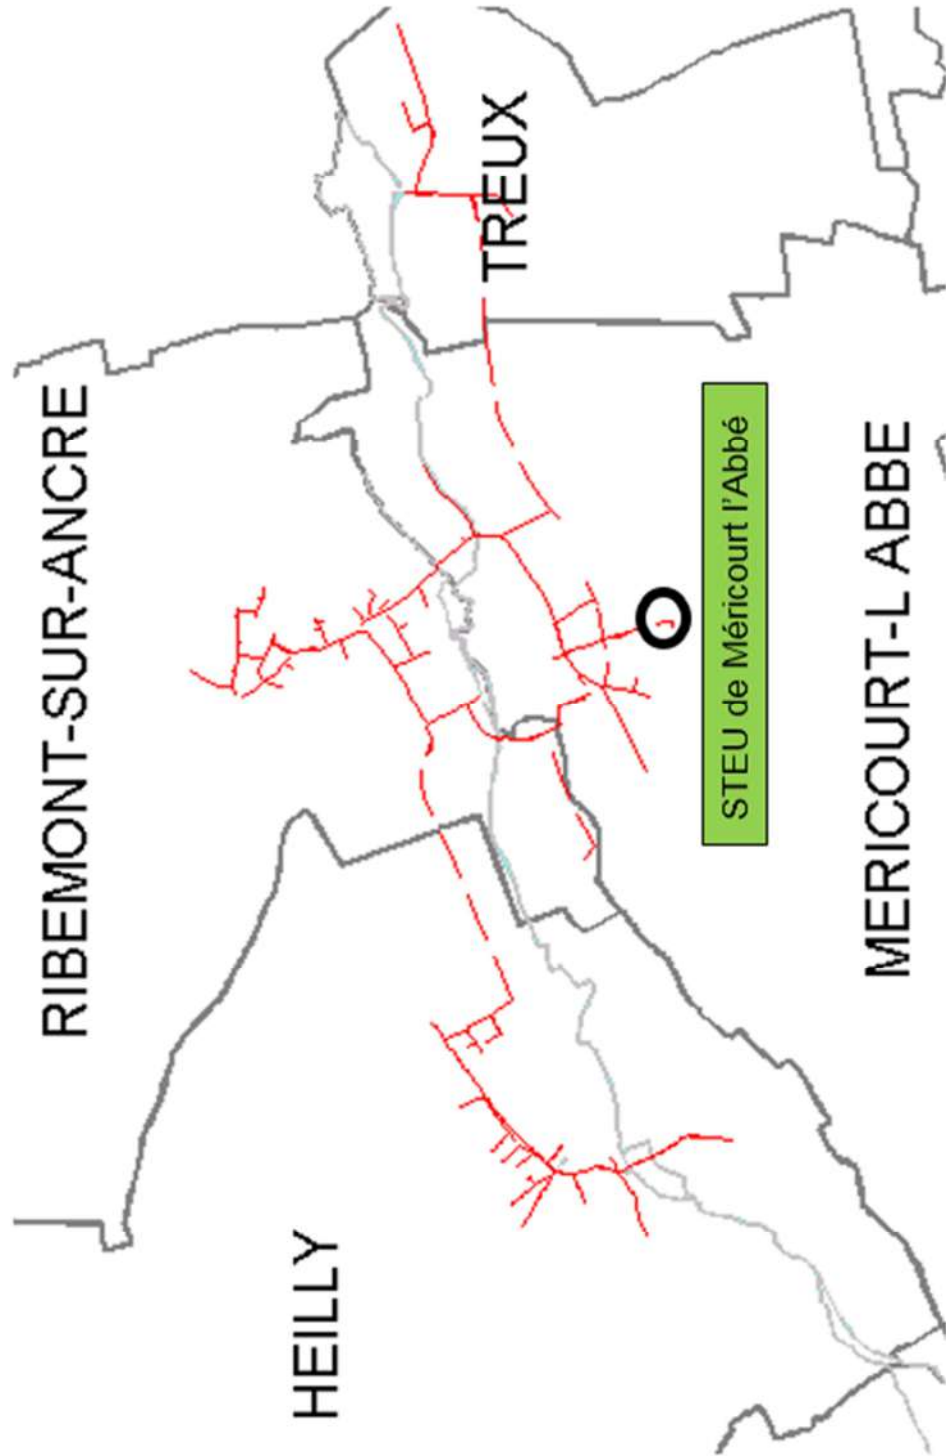 RIBEMONT-SUR-ANCRE
HEILLY
TREUX
STEU de Méricourt l'Abbé
MERICOURT-L ABBE